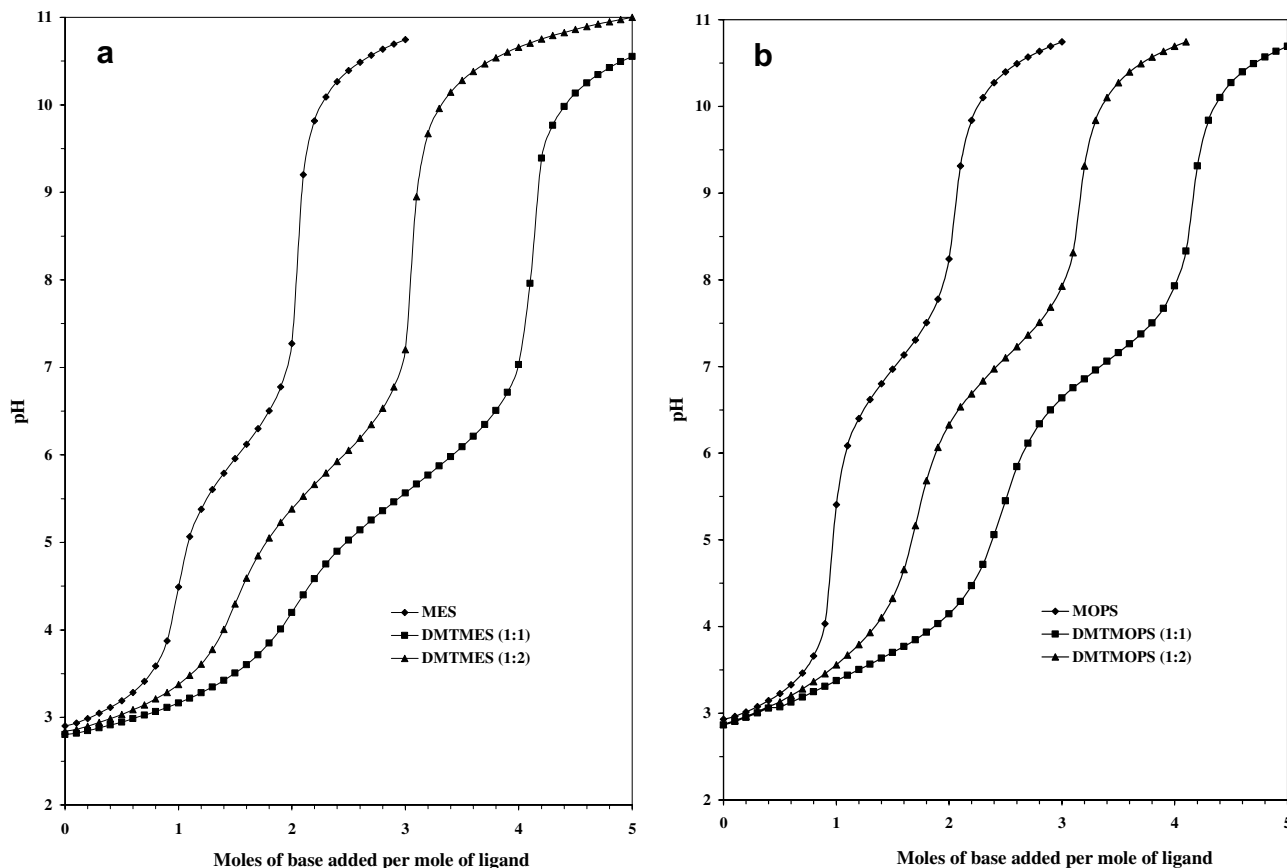 a
11
10
9
8
7
6
5
4
3
2
pH
0 1 2 3 4 5
Moles of base added per mole of ligand
MES
DMTMES (1:1)
DMTMES (1:2)
b
11
10
9
8
7
6
5
4
3
2
pH
0 1 2 3 4 5
Moles of base added per mole of ligand
MOPS
DMTMOPS (1:1)
DMTMOPS (1:2)